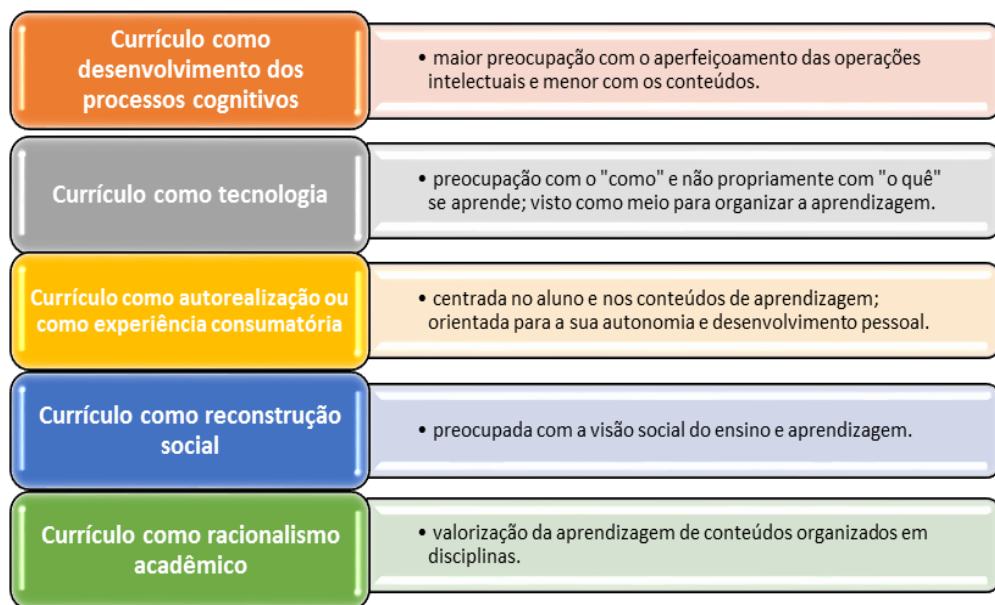 Currículo como
desenvolvimento dos
processos cognitivos
• maior preocupação com o aperfeiçoamento das operações
intelectuais e menor com os conteúdos.
Currículo como tecnologia
• preocupação com o "como" e não propriamente com "o quê"
se aprende; visto como meio para organizar a aprendizagem.
Currículo como autorealização ou
como experiência consumatória
• centrada no aluno e nos conteúdos de aprendizagem;
orientada para a sua autonomia e desenvolvimento pessoal.
Currículo como reconstrução
social
• preocupada com a visão social do ensino e aprendizagem.
Currículo como racionalismo
acadêmico
• valorização da aprendizagem de conteúdos organizados em
disciplinas.